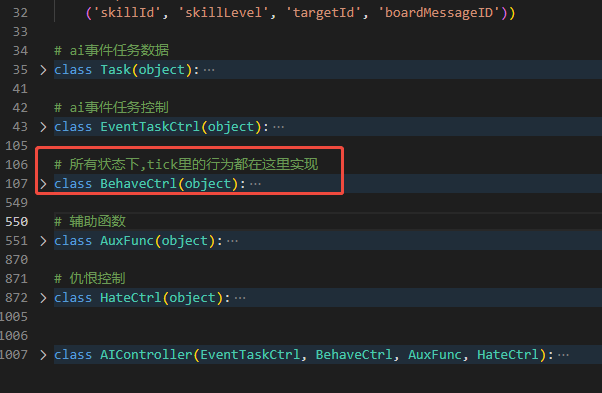 32 ('skillId', 'skillLevel', 'targetId', 'boardMessageID'))
33
34 # ai事件任务数据
35 class Task(object):…
41
42 # ai事件任务控制
43 class EventTaskCtrl(object):…
105
106 # 所有状态下,tick里的行为都在这里实现
107 class BehaveCtrl(object):…
549
550 # 辅助函数
551 class AuxFunc(object):…
870
871 # 仇恨控制
872 class HateCtrl(object):…
1005
1006
1007 class AIController(EventTaskCtrl, BehaveCtrl, AuxFunc, HateCtrl):…